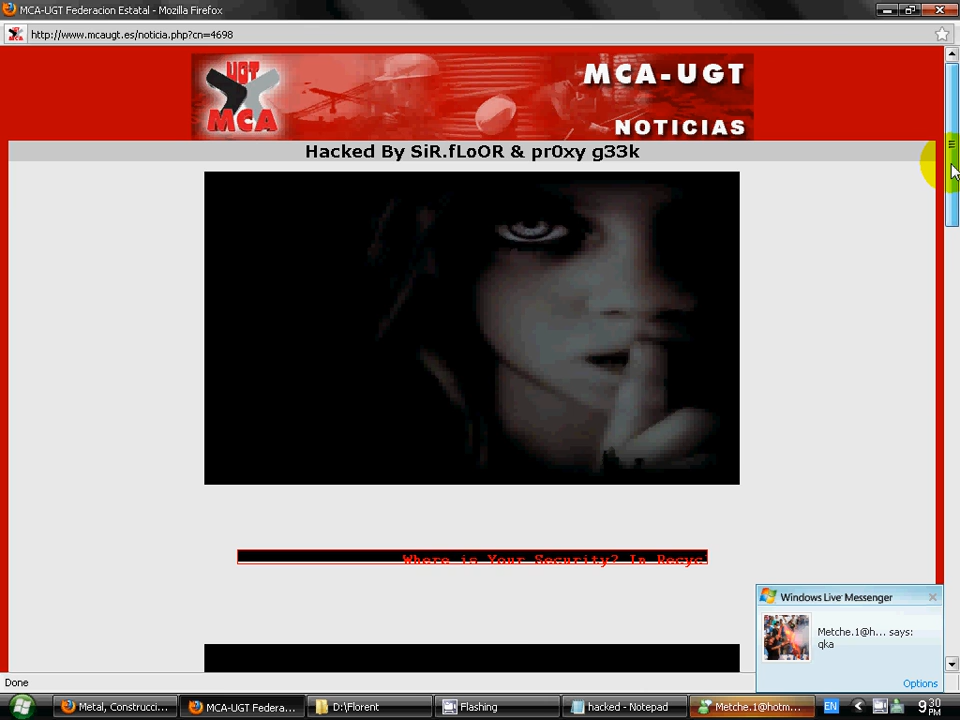 MCA-UGT Federacion Estatal - Mozilla Firefox
http://www.mcaugt.es/noticia.php?cn=4698
UGT
MCA
MCA-UGT
NOTICIAS
Hacked By SiR.fLoOR & pr0xy g33k
Where is Your Security? In Recyc
Windows Live Messenger
Metche.1@h... says:
qka
Options
Done
Metal, Construcci...
MCA-UGT Federa...
D:\Florent
Flashing
hacked - Notepad
Metche.1@hotm...
EN
9 30 PM